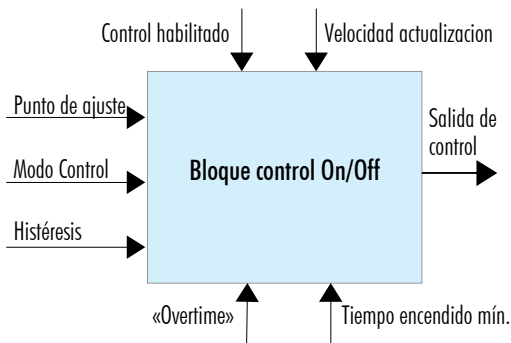 Control habilitado
Velocidad actualizacion
Punto de ajuste
Salida de
control
Modo Control
Bloque control On/Off
Histéresis
«Overtime»
Tiempo encendido mín.